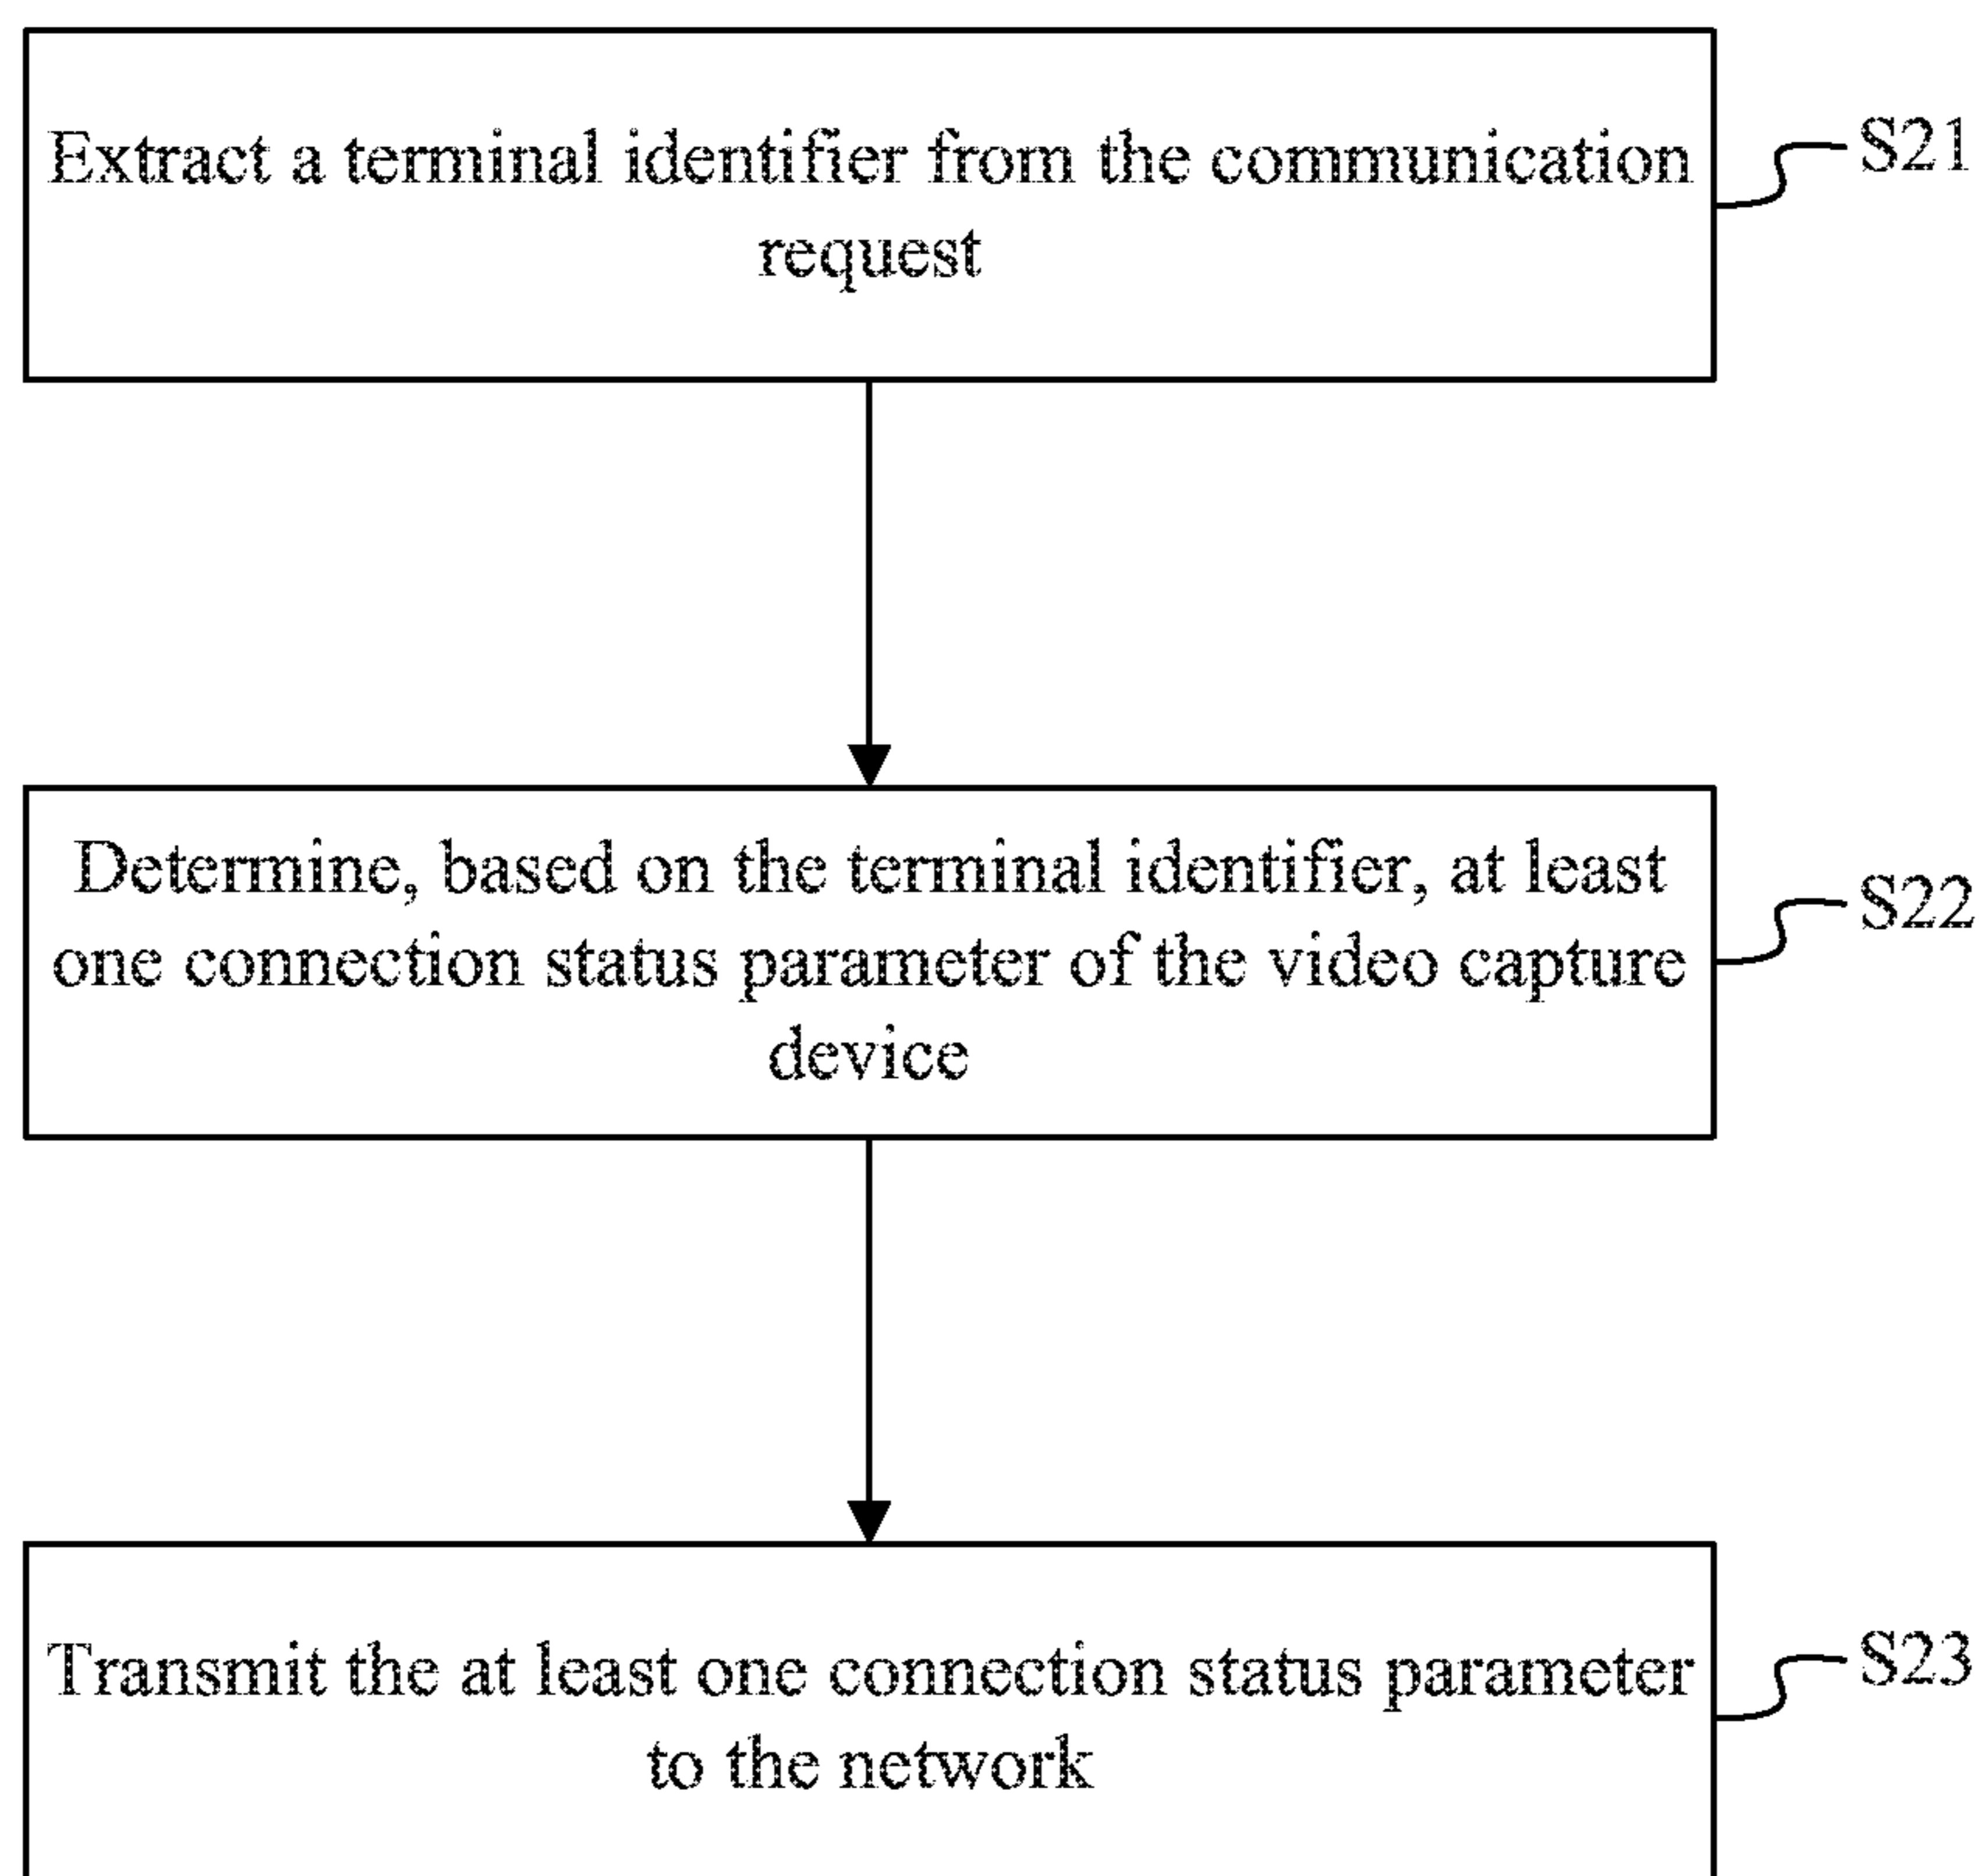 Extract a terminal identifier from the communication
request
S21
Determine, based on the terminal identifier, at least
one connection status parameter of the video capture
device
S22
Transmit the at least one connection status parameter
to the network
S23